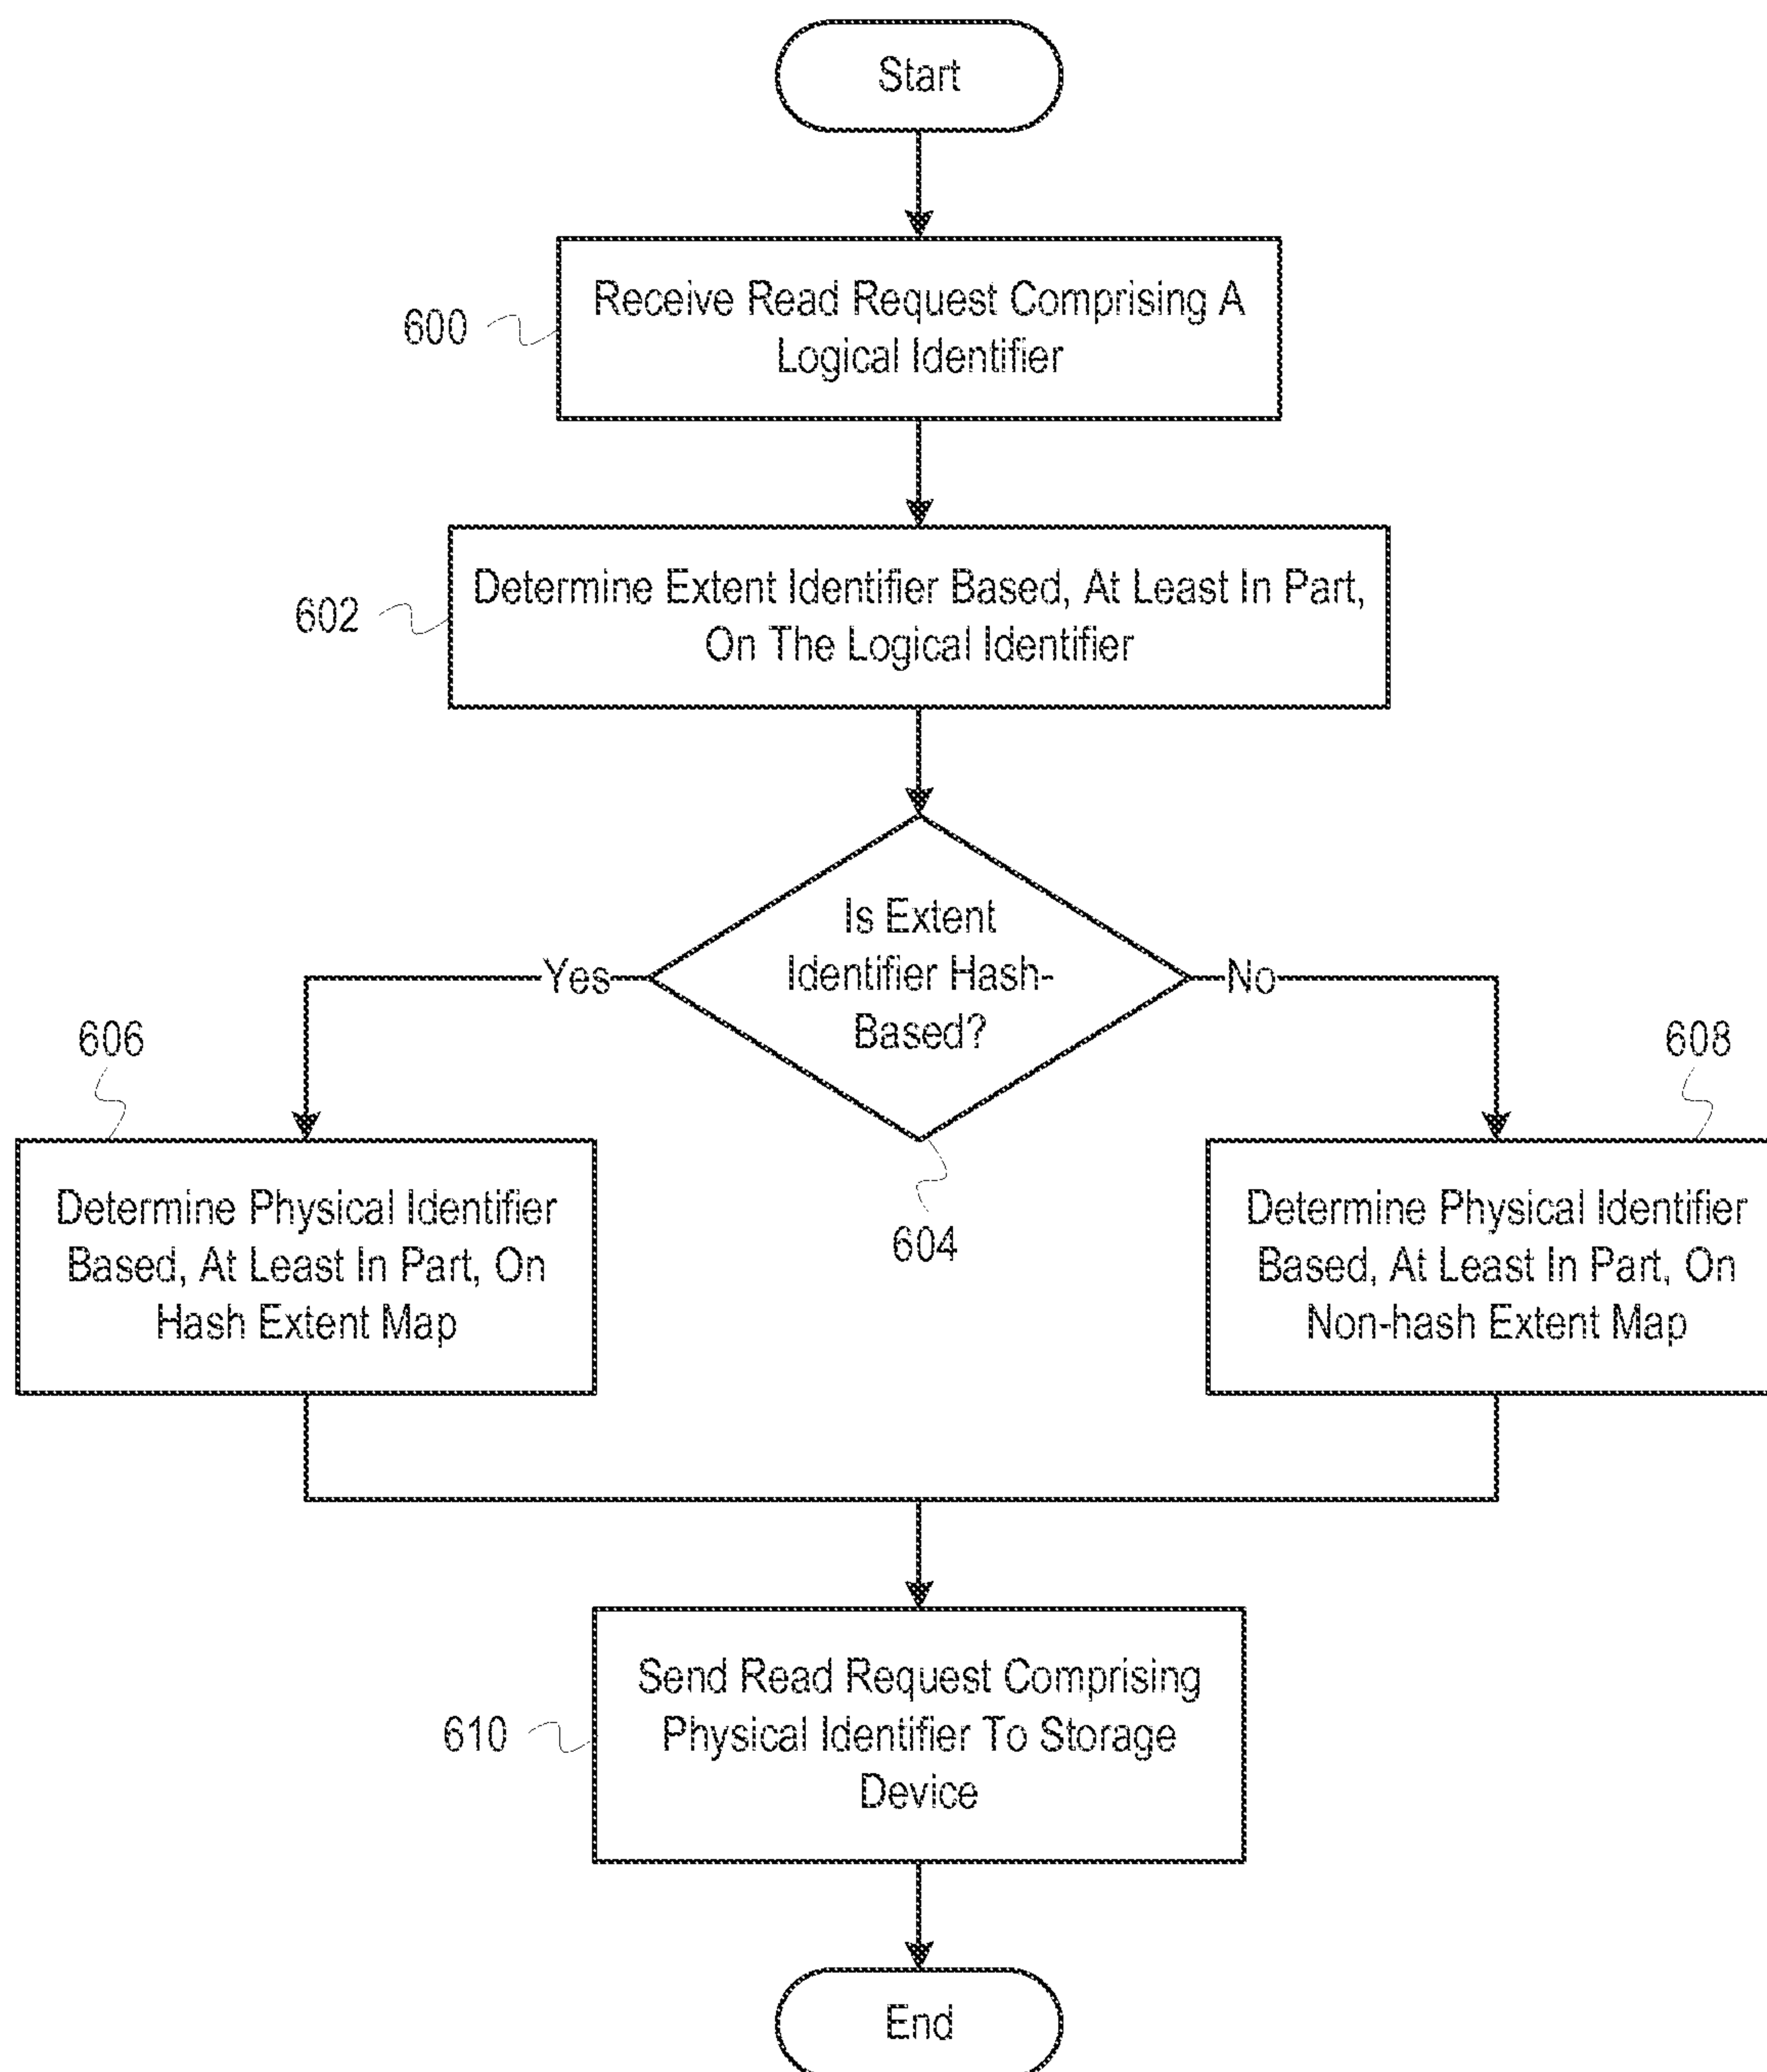 Start
600
Receive Read Request Comprising A
Logical Identifier
602
Determine Extent Identifier Based, At Least In Part,
On The Logical Identifier
Is Extent
Identifier Hash-
Based?
Yes
No
604
606
Determine Physical Identifier
Based, At Least In Part, On
Hash Extent Map
608
Determine Physical Identifier
Based, At Least In Part, On
Non-hash Extent Map
610
Send Read Request Comprising
Physical Identifier To Storage
Device
End